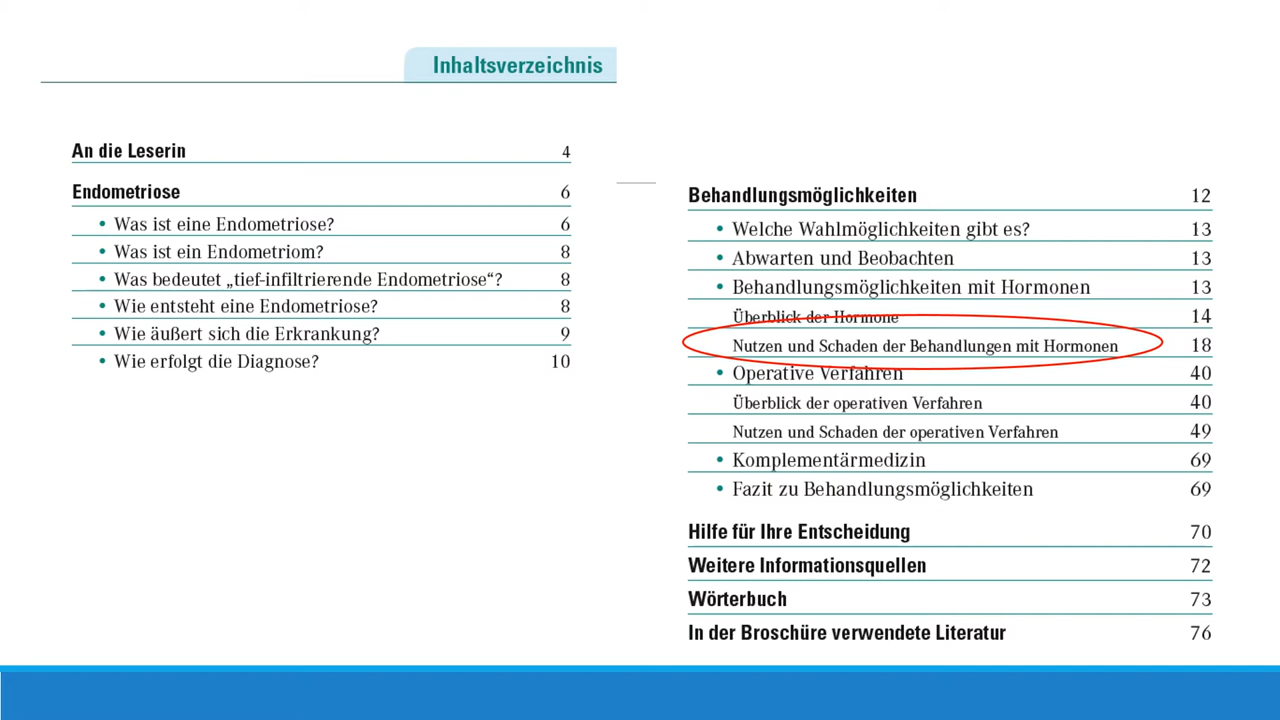 Inhaltsverzeichnis
An die Leserin 4
Endometriose 6
• Was ist eine Endometriose? 6
• Was ist ein Endometriom? 8
• Was bedeutet „tief-infiltrierende Endometriose“? 8
• Wie entsteht eine Endometriose? 8
• Wie äußert sich die Erkrankung? 9
• Wie erfolgt die Diagnose? 10
Behandlungsmöglichkeiten 12
• Welche Wahlmöglichkeiten gibt es? 13
• Abwarten und Beobachten 13
• Behandlungsmöglichkeiten mit Hormonen 13
Überblick der Hormone 14
Nutzen und Schaden der Behandlungen mit Hormonen 18
• Operative Verfahren 40
Überblick der operativen Verfahren 40
Nutzen und Schaden der operativen Verfahren 49
• Komplementärmedizin 69
• Fazit zu Behandlungsmöglichkeiten 69
Hilfe für Ihre Entscheidung 70
Weitere Informationsquellen 72
Wörterbuch 73
In der Broschüre verwendete Literatur 76